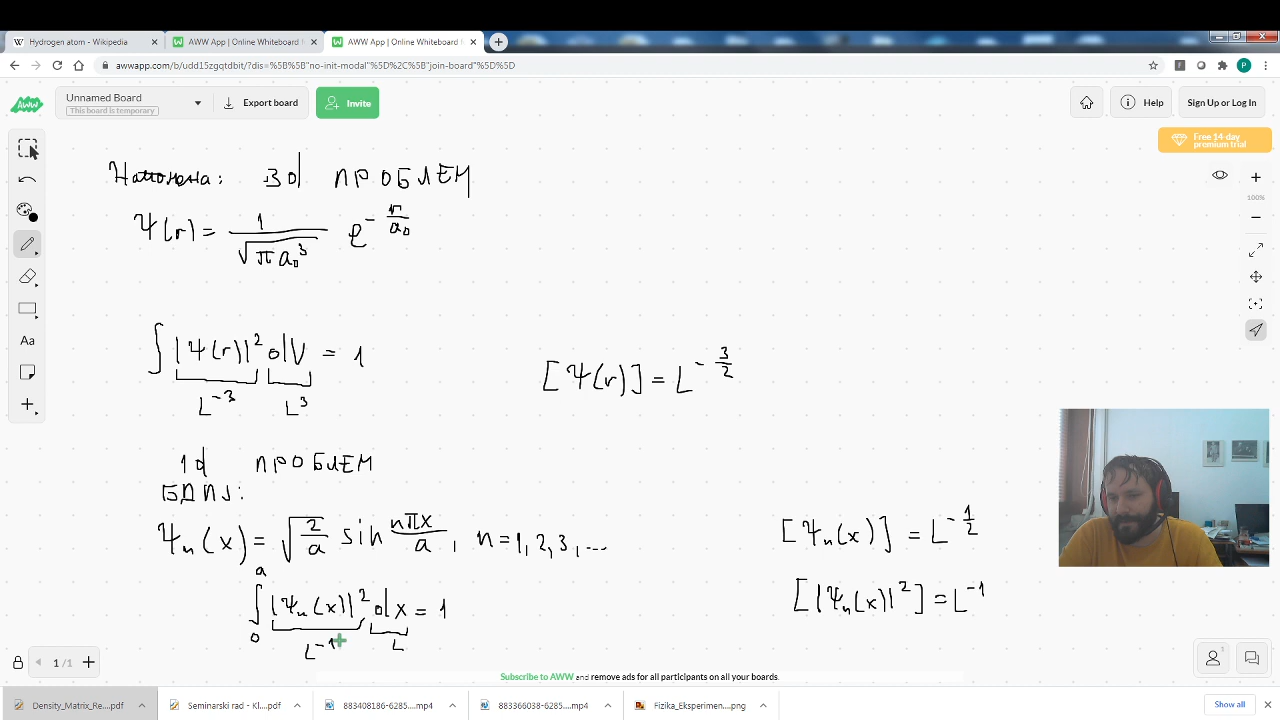 Hydrogen atom - Wikipedia
AWW App | Online Whiteboard
AWW App | Online Whiteboard
awwapp.com/b/udd15zgqtdbit/?dis=%5B%5B"no-init-modal"%5D%2C%5B"join-board"%5D%5D
Unnamed Board
This board is temporary
Export board
Invite
Help
Sign Up or Log In
Free 14-day
premium trial
100%
Напомена: 3d ПРОБЛЕМ
Ψ(r) = 1/√(πa₀³) e^(-r/a₀)
∫ |Ψ(r)|² dV = 1
L⁻³ L³
[Ψ(r)] = L^(-3/2)
1d ПРОБЛЕМ
Ψₙ(x) = √(2/a) sin nπx/a, n = 1, 2, 3, ...
[Ψₙ(x)] = L^(-1/2)
∫₀ᵃ |Ψₙ(x)|² dx = 1
L⁻¹ L
[|Ψₙ(x)|²] = L⁻¹
Aa
1 / 1
Subscribe to AWW and remove ads for all participants on all your boards.
Density_Matrix_Re....pdf
Seminarski rad - Kl....pdf
883408186-6285....mp4
883366038-6285....mp4
Fizika_Eksperimen....png
Show all